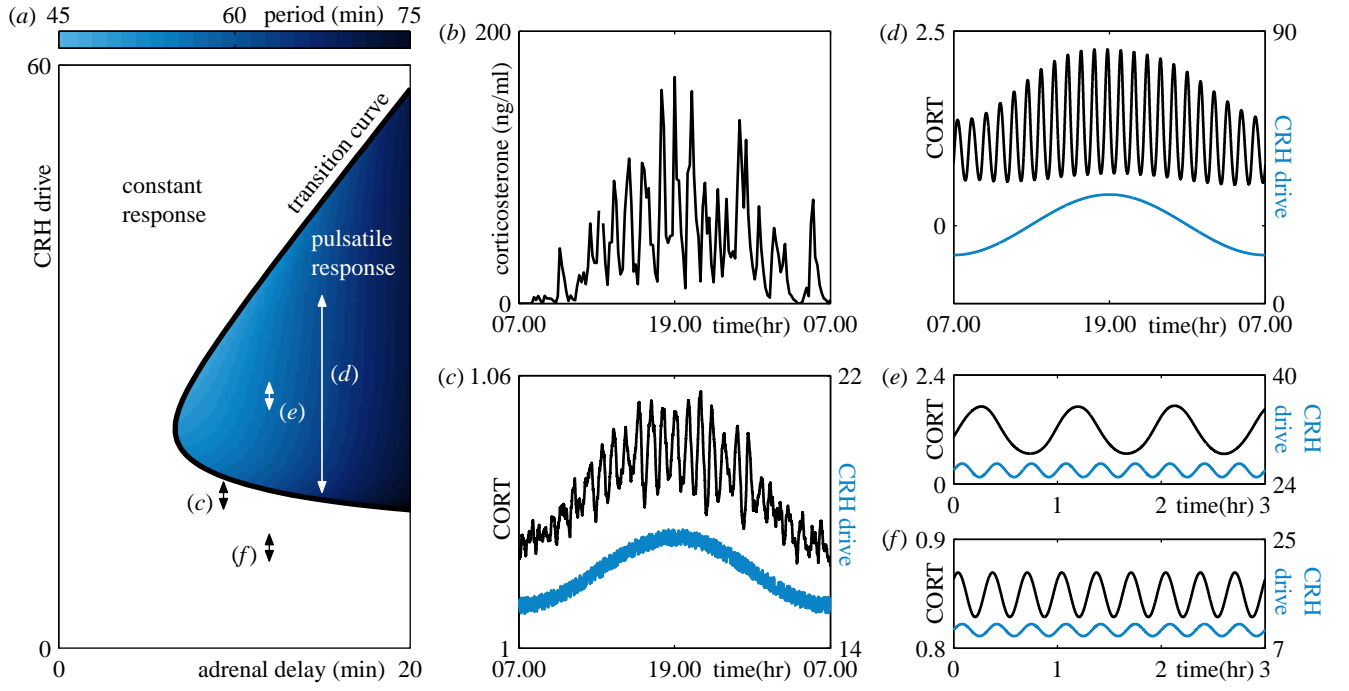 (a) 45 period (min) 75
60
60
CRH drive
constant
response
transition curve
pulsatile
response
(d)
(e)
(c)
(f)
0
0 adrenal delay (min) 20
(b) 200
corticosterone (ng/ml)
0
07.00 19.00 time(hr) 07.00
(c) 1.06 22
CORT
CRH drive
1 14
07.00 19.00 time(hr) 07.00
(d) 2.5 90
CORT
CRH drive
0
0
07.00 19.00 time(hr) 07.00
(e) 2.4 40
CORT
CRH
drive
0 24
0 1 2 time(hr) 3
(f) 0.9 25
CORT
CRH
drive
0.8 7
0 1 2 time(hr) 3